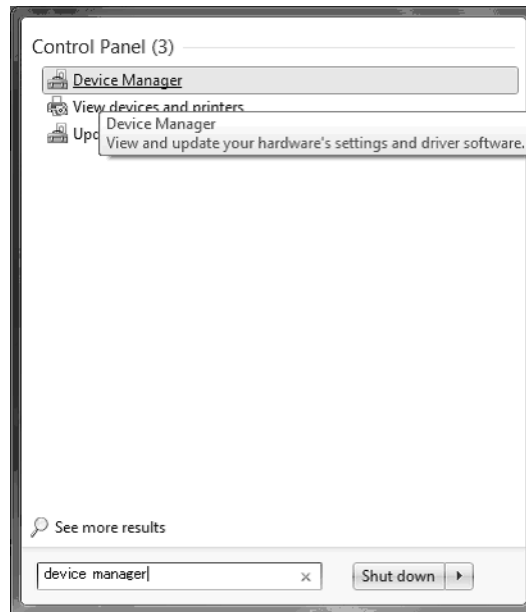 Control Panel (3)
Device Manager
View devices and printers
Upd
Device Manager
View and update your hardware's settings and driver software.
See more results
device manager
Shut down